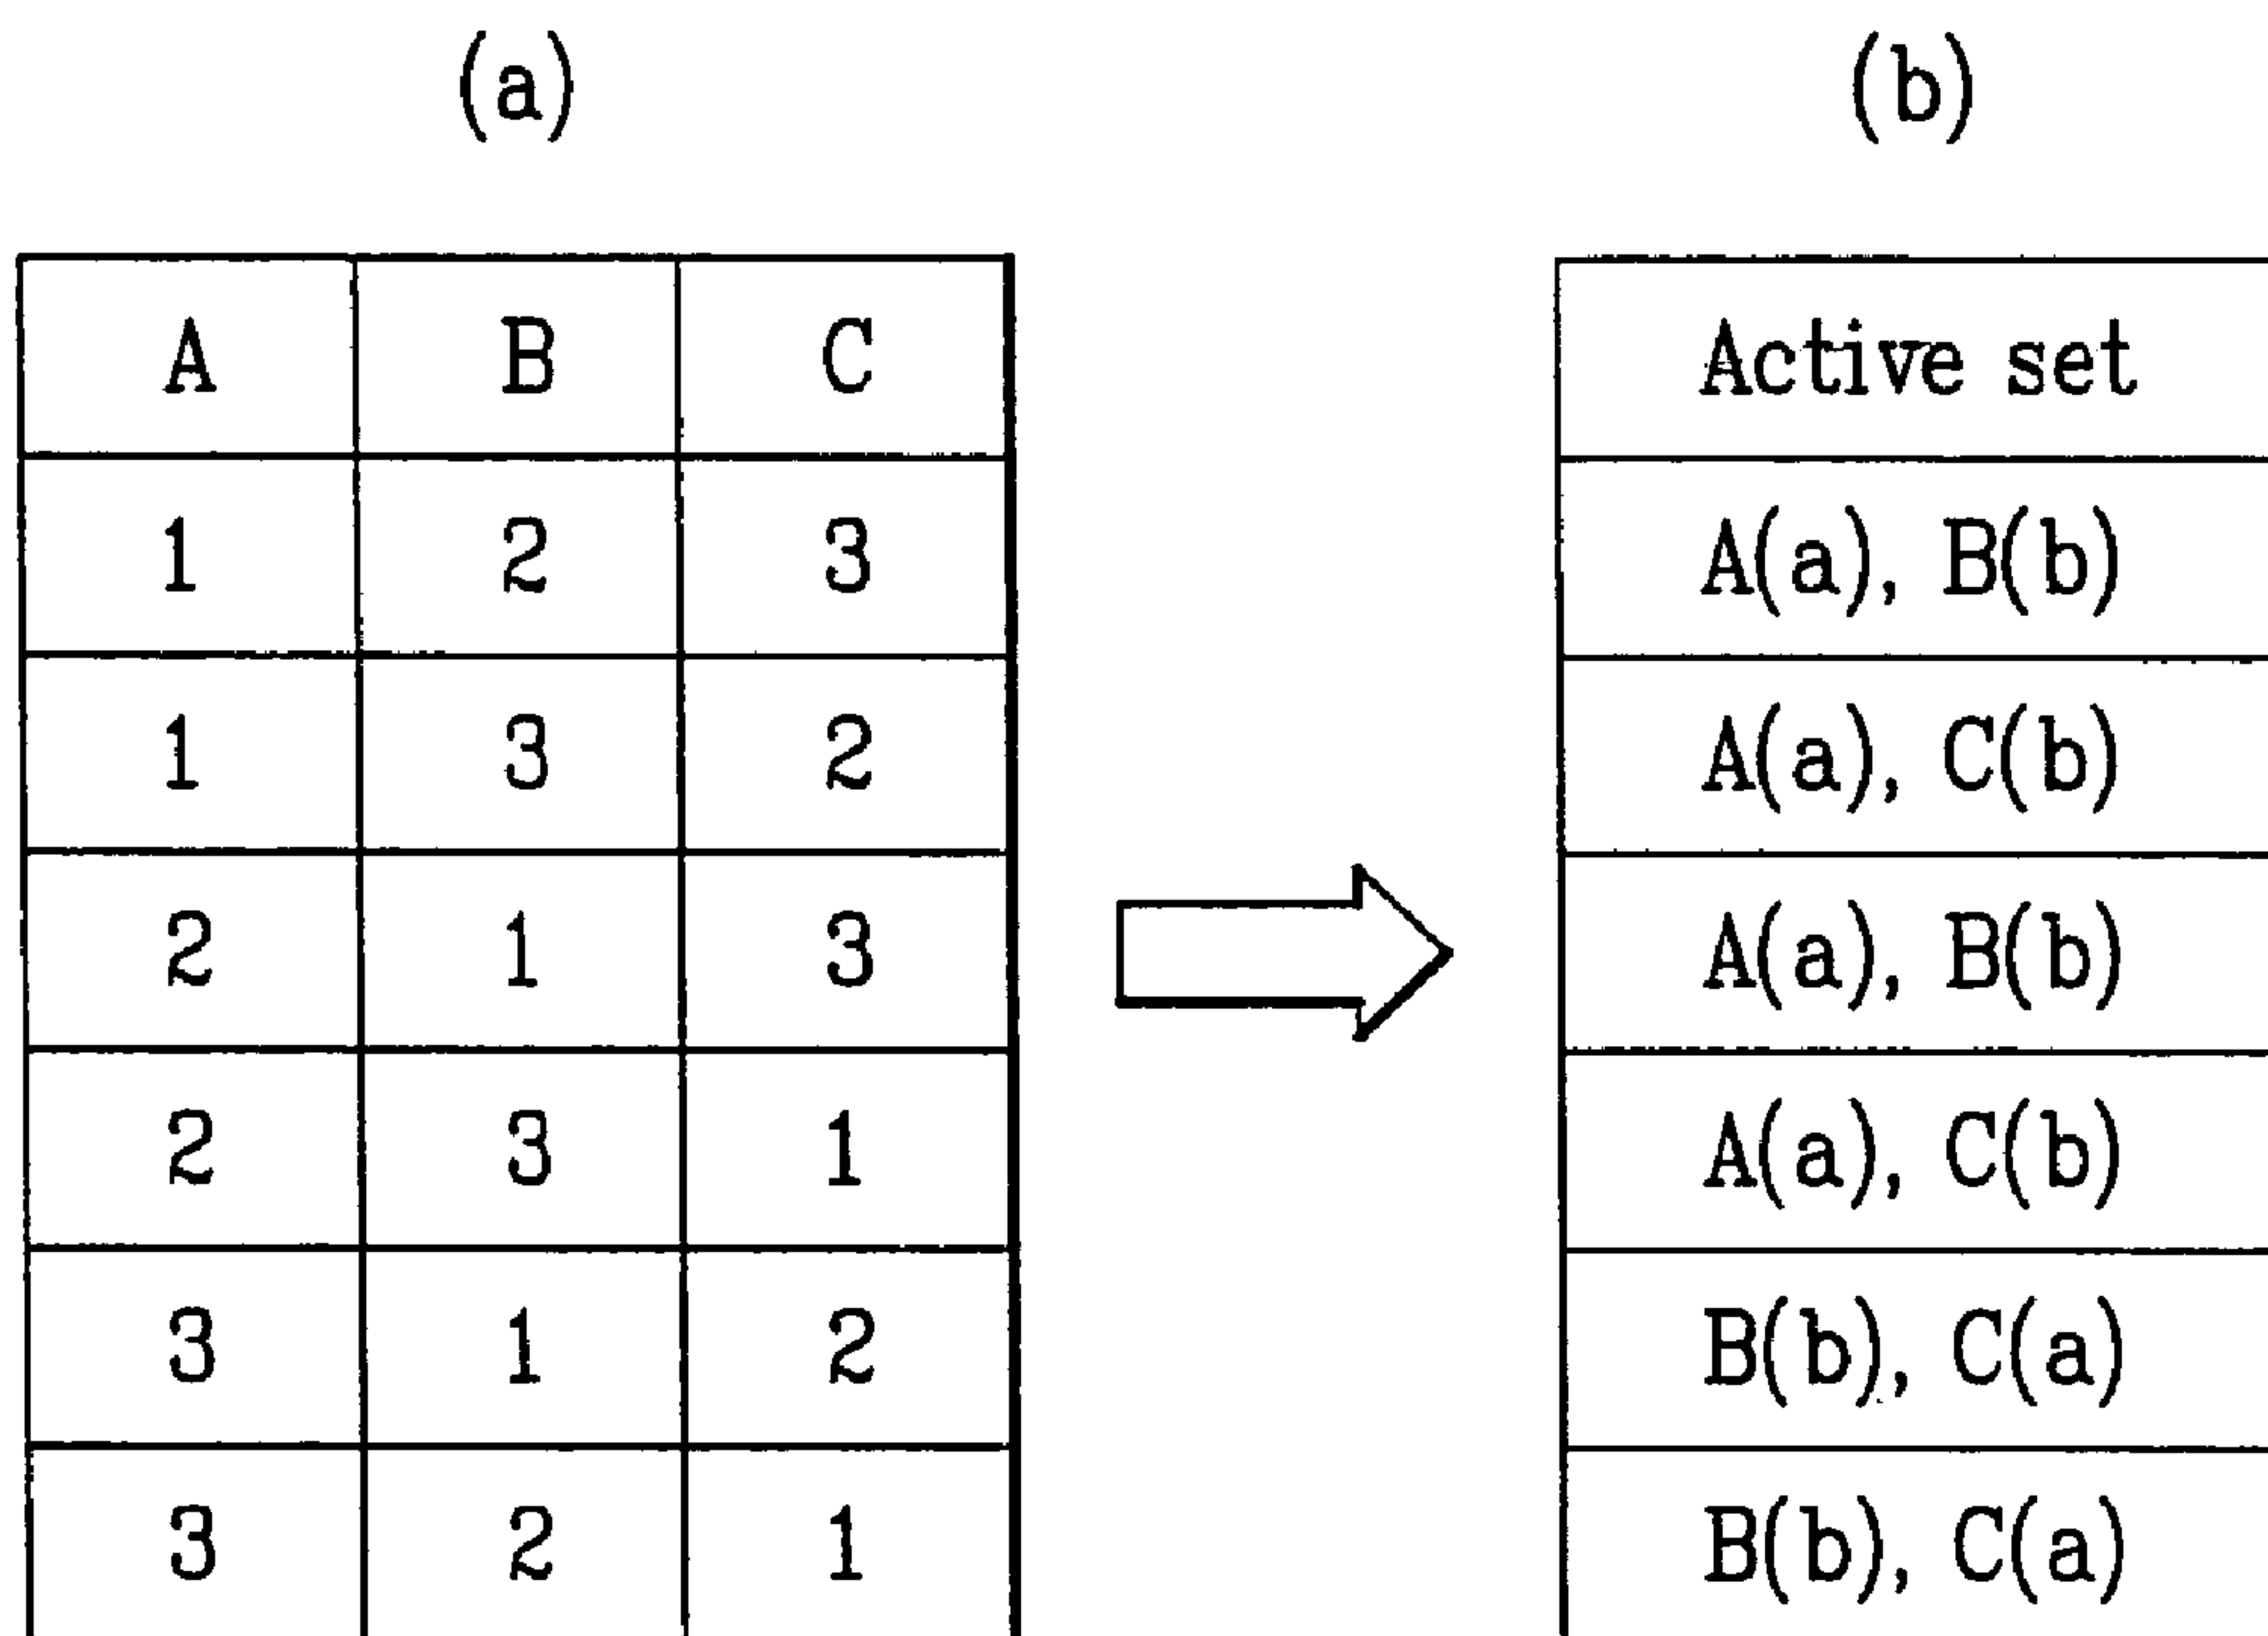 (a) (b)
A B C Active set
1 2 3 A(a), B(b)
1 3 2 A(a), C(b)
2 1 3 A(a), B(b)
2 3 1 A(a), C(b)
3 1 2 B(b), C(a)
3 2 1 B(b), C(a)